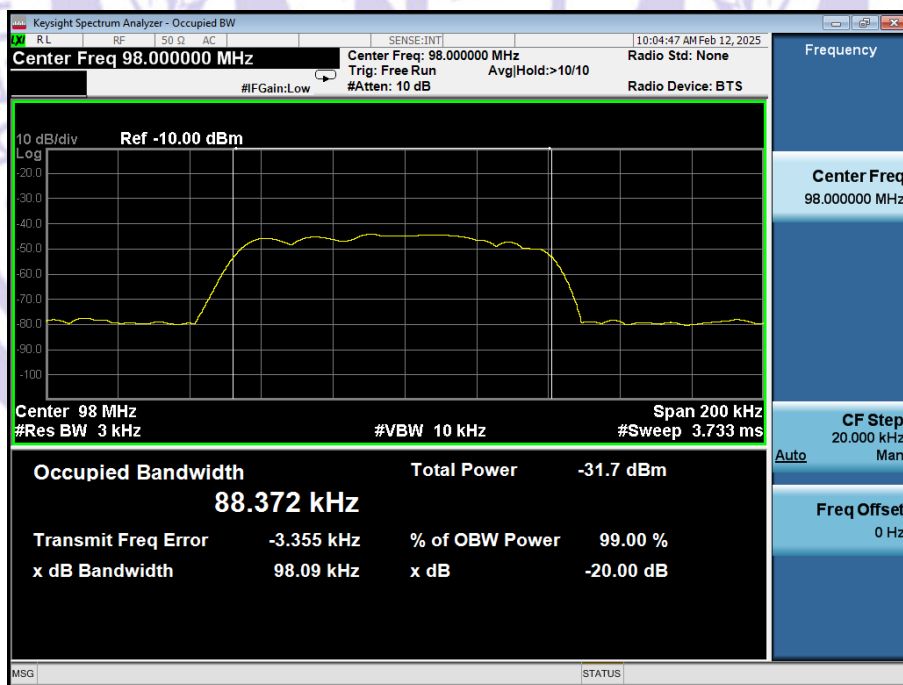 Keysight Spectrum Analyzer - Occupied BW
LXI RL RF 50 Ω AC SENSE:INT 10:04:47 AM Feb 12, 2025
Center Freq 98.000000 MHz Center Freq: 98.000000 MHz Radio Std: None
Trig: Free Run Avg|Hold:>10/10
#IFGain:Low #Atten: 10 dB Radio Device: BTS
Frequency
10 dB/div Ref -10.00 dBm
Log
-20.0
-30.0
-40.0
-50.0
-60.0
-70.0
-80.0
-90.0
-100
Center 98 MHz Span 200 kHz
#Res BW 3 kHz #VBW 10 kHz #Sweep 3.733 ms
Occupied Bandwidth Total Power -31.7 dBm
88.372 kHz
Transmit Freq Error -3.355 kHz % of OBW Power 99.00 %
x dB Bandwidth 98.09 kHz x dB -20.00 dB
Center Freq
98.000000 MHz
CF Step
20.000 kHz
Auto Man
Freq Offset
0 Hz
MSG STATUS